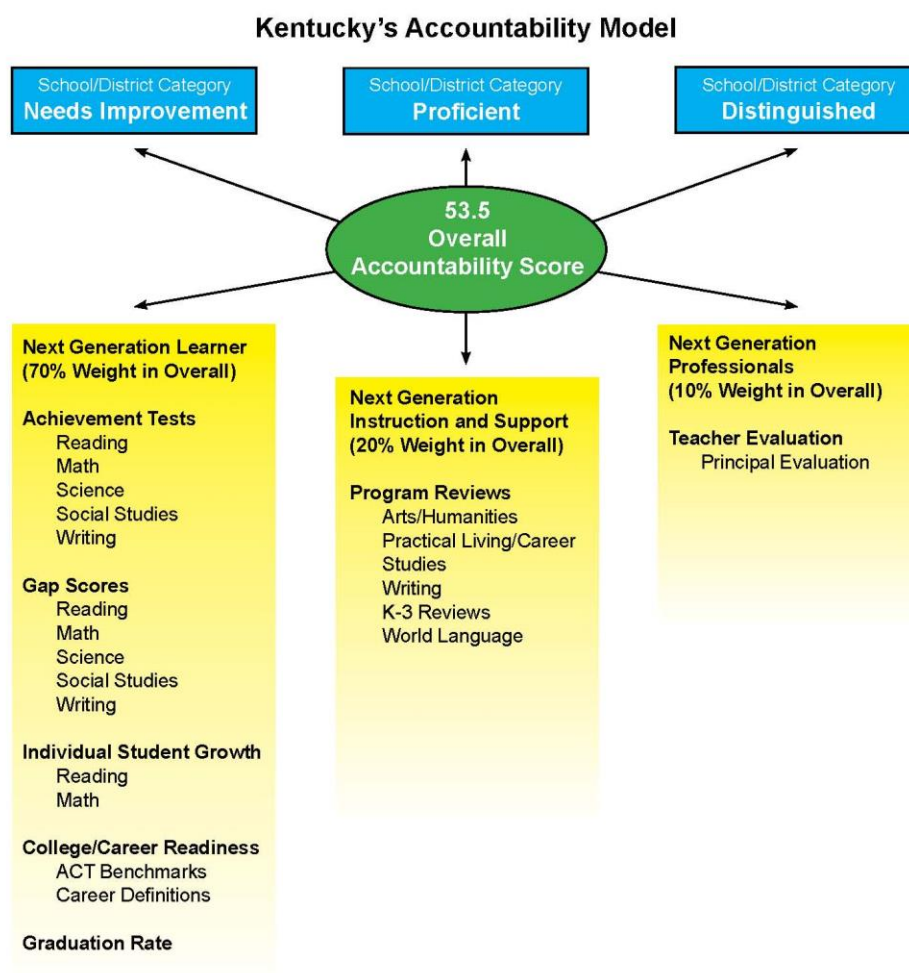 Kentucky's Accountability Model
School/District Category
Needs Improvement
School/District Category
Proficient
School/District Category
Distinguished
53.5
Overall
Accountability Score
Next Generation Learner
(70% Weight in Overall)
Achievement Tests
Reading
Math
Science
Social Studies
Writing
Gap Scores
Reading
Math
Science
Social Studies
Writing
Individual Student Growth
Reading
Math
College/Career Readiness
ACT Benchmarks
Career Definitions
Graduation Rate
Next Generation
Instruction and Support
(20% Weight in Overall)
Program Reviews
Arts/Humanities
Practical Living/Career
Studies
Writing
K-3 Reviews
World Language
Next Generation
Professionals
(10% Weight in Overall)
Teacher Evaluation
Principal Evaluation